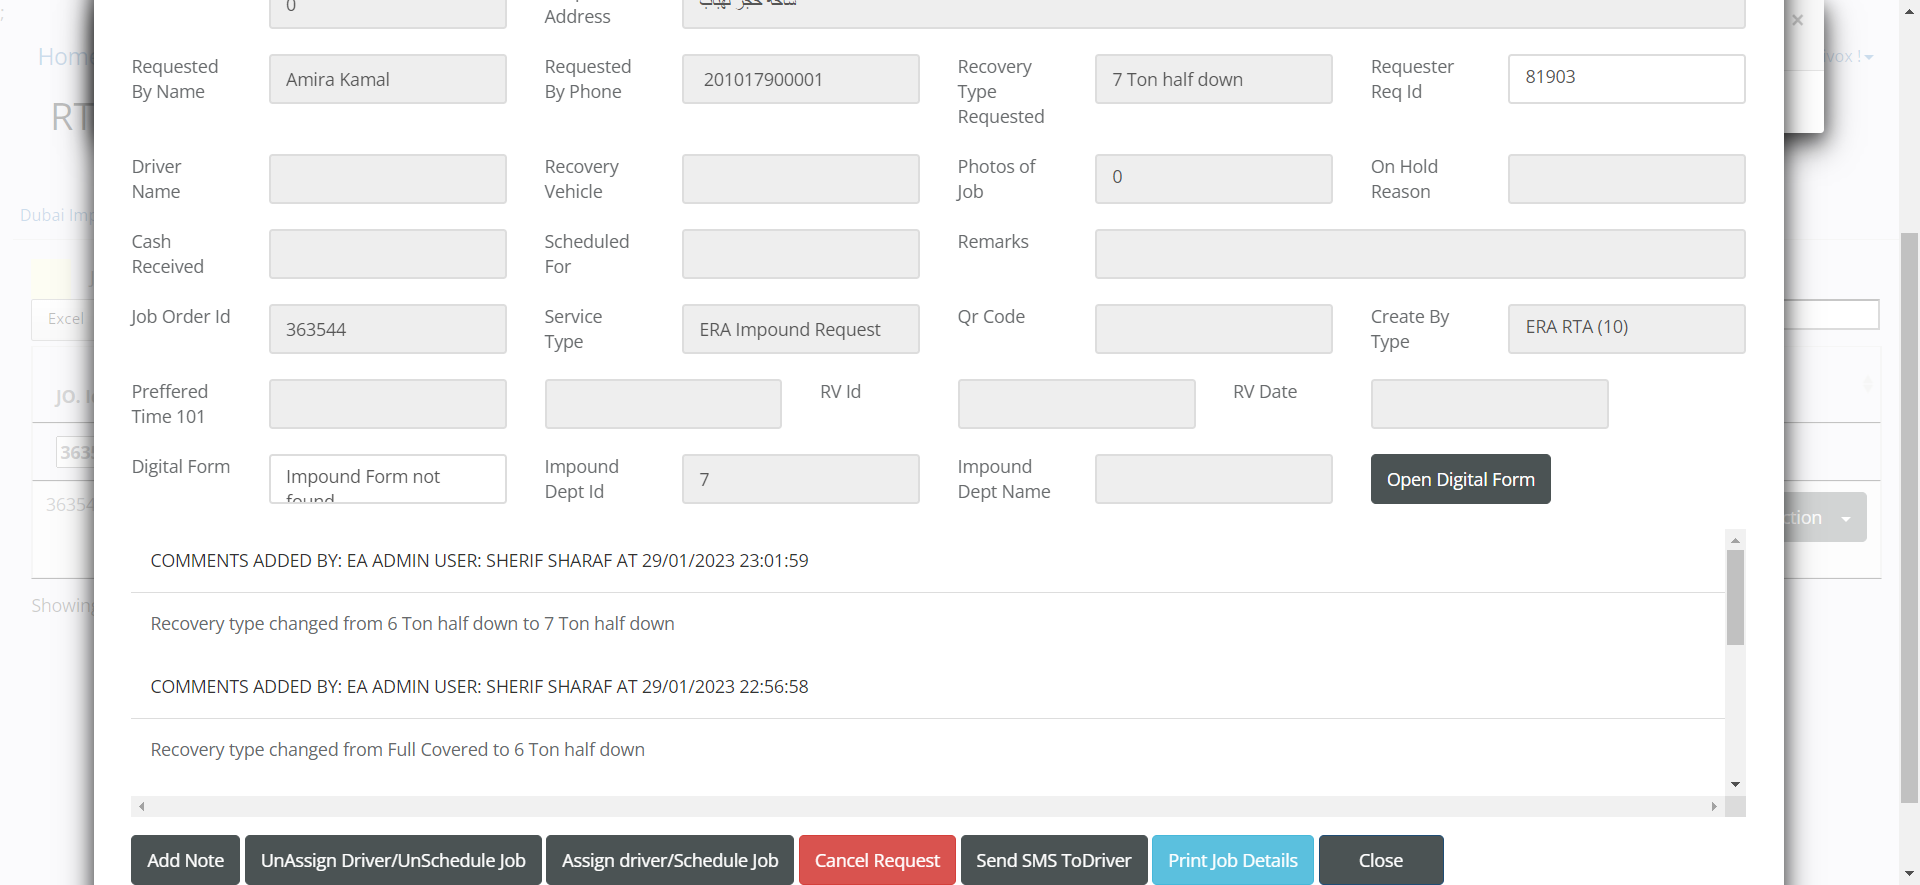 ;
0
Address
×
Home
vox !
Requested
By Name
Amira Kamal
Requested
By Phone
201017900001
Recovery
Type
Requested
7 Ton half down
Requester
Req Id
81903
RT
Driver
Name
Recovery
Vehicle
Photos of
Job
0
On Hold
Reason
Dubai Imp
Cash
Received
Scheduled
For
Remarks
Excel
Job Order Id
363544
Service
Type
ERA Impound Request
Qr Code
Create By
Type
ERA RTA (10)
JO. I
Preffered
Time 101
RV Id
RV Date
363
Digital Form
Impound Form not
found
Impound
Dept Id
7
Impound
Dept Name
Open Digital Form
36354
ction
COMMENTS ADDED BY: EA ADMIN USER: SHERIF SHARAF AT 29/01/2023 23:01:59
Showing
Recovery type changed from 6 Ton half down to 7 Ton half down
COMMENTS ADDED BY: EA ADMIN USER: SHERIF SHARAF AT 29/01/2023 22:56:58
Recovery type changed from Full Covered to 6 Ton half down
Add Note
UnAssign Driver/UnSchedule Job
Assign driver/Schedule Job
Cancel Request
Send SMS ToDriver
Print Job Details
Close